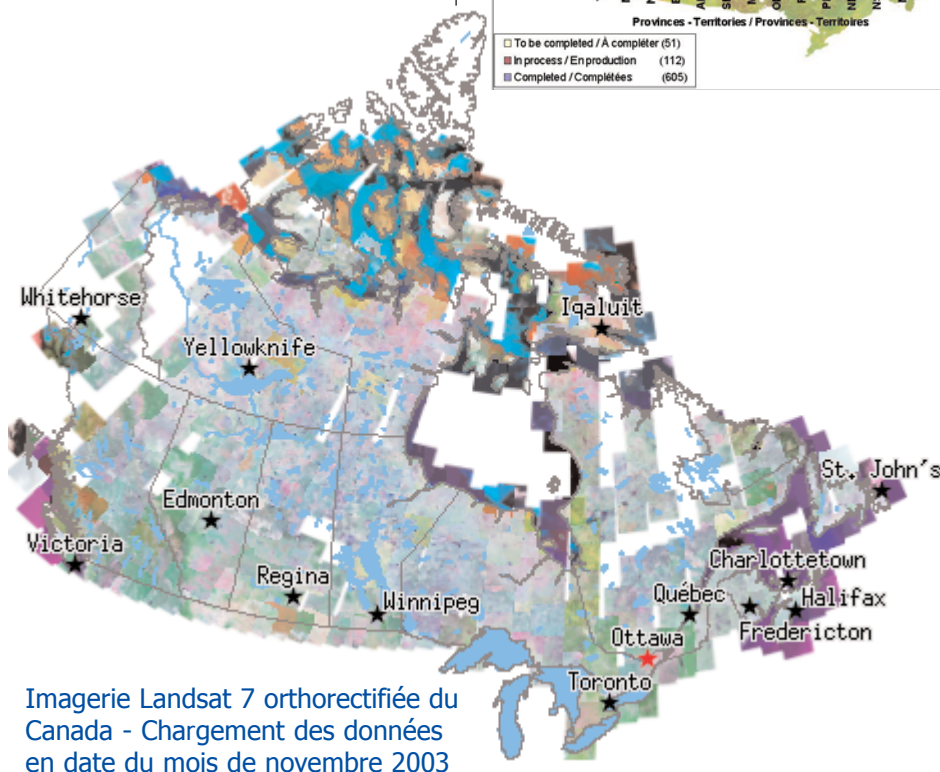 Provinces - Territories / Provinces - Territoires
To be completed / À compléter (51)
In process / En production (112)
Completed / Complétées (605)
Whitehorse
Iqaluit
Yellowknife
St. John's
Edmonton
Victoria
Charlottetown
Regina
Québec
Halifax
Winnipeg
Fredericton
Ottawa
Toronto
Imagerie Landsat 7 orthorectifiée du
Canada - Chargement des données
en date du mois de novembre 2003